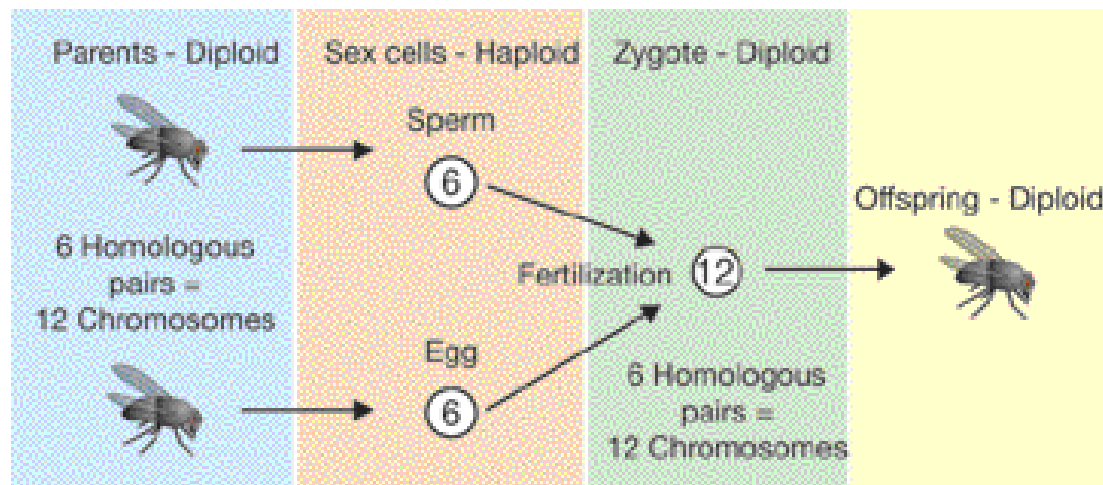 Parents - Diploid
Sex cells - Haploid
Zygote - Diploid
Sperm
6
Offspring - Diploid
6 Homologous
pairs =
12 Chromosomes
Fertilization
12
Egg
6
6 Homologous
pairs =
12 Chromosomes